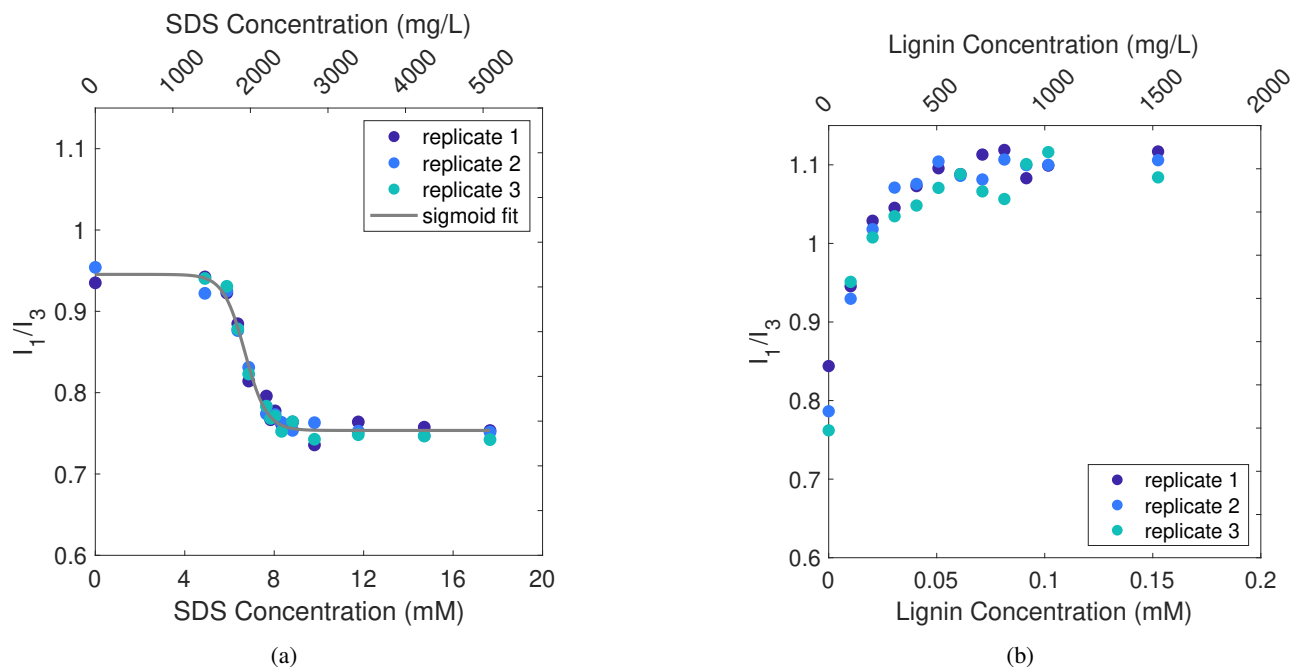 SDS Concentration (mg/L)
0 1000 2000 3000 4000 5000
1.1
1
0.9
0.8
0.7
0.6
I1/I3
replicate 1
replicate 2
replicate 3
sigmoid fit
0 4 8 12 16 20
SDS Concentration (mM)
(a)
Lignin Concentration (mg/L)
0 500 1000 1500 2000
1.1
1
0.9
0.8
0.7
0.6
I1/I3
replicate 1
replicate 2
replicate 3
0 0.05 0.1 0.15 0.2
Lignin Concentration (mM)
(b)